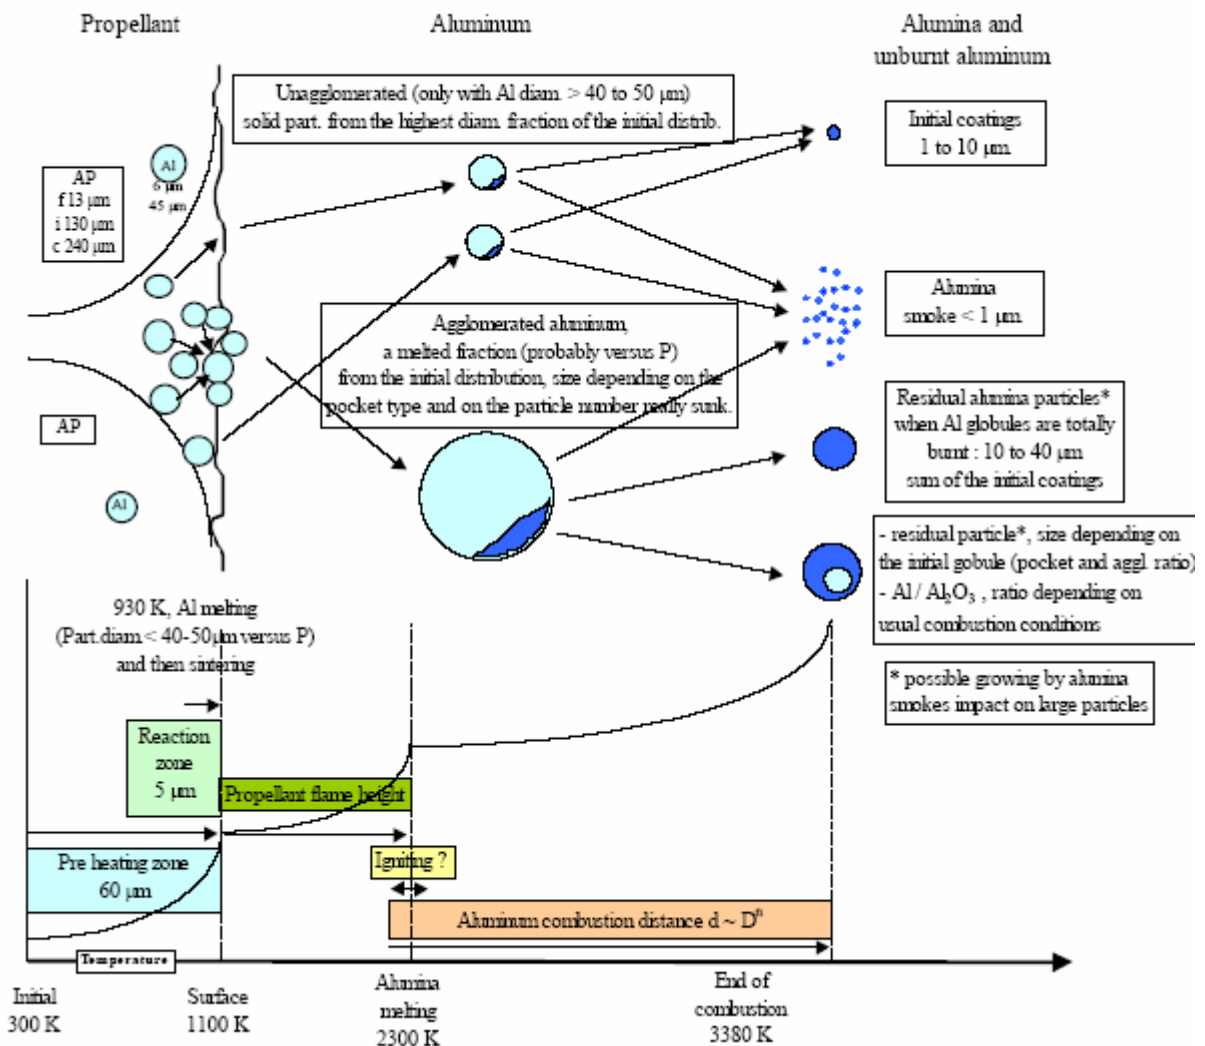 Propellant
Aluminum
Alumina and
unburnt aluminum
Unagglomerated (only with Al diam. > 40 to 50 µm)
solid part. from the highest diam. fraction of the initial distrib.
Initial coatings
1 to 10 µm.
Al
6 µm
45 µm
AP
f 13 µm
i 130 µm
c 240 µm
Alumina
smoke < 1 µm
Agglomerated aluminum,
a melted fraction (probably versus P)
from the initial distribution, size depending on the
pocket type and on the particle number really sunk.
Residual alumina particles*
when Al globules are totally
burnt : 10 to 40 µm
sum of the initial coatings
AP
Al
- residual particle*, size depending on
the initial gobule (pocket and aggl. ratio)
- Al / Al₂O₃ , ratio depending on
usual combustion conditions
930 K, Al melting
(Part.diam.< 40-50µm versus P)
and then sintering
* possible growing by alumina
smokes impact on large particles
Reaction
zone
5 µm
Propellant flame height
Pre heating zone
60 µm
Igniting ?
Aluminum combustion distance d ~ Dⁿ
Temperature
Initial
300 K
Surface
1100 K
Alumina
melting
2300 K
End of
combustion
3380 K